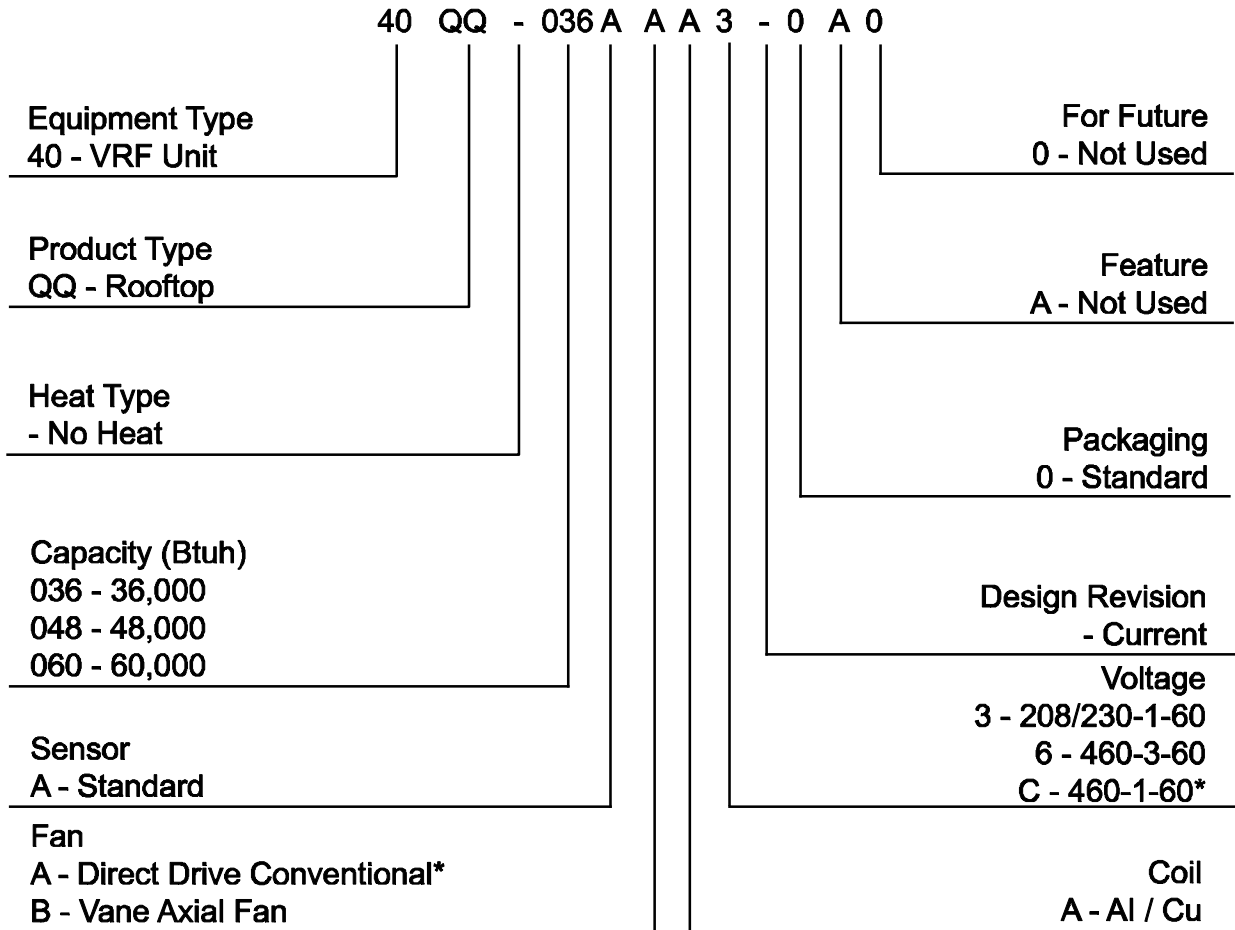 40 QQ - 036 A A A 3 - 0 A 0
Equipment Type
40 - VRF Unit
Product Type
QQ - Rooftop
Heat Type
- No Heat
Capacity (Btuh)
036 - 36,000
048 - 48,000
060 - 60,000
Sensor
A - Standard
Fan
A - Direct Drive Conventional*
B - Vane Axial Fan
For Future
0 - Not Used
Feature
A - Not Used
Packaging
0 - Standard
Design Revision
- Current
Voltage
3 - 208/230-1-60
6 - 460-3-60
C - 460-1-60*
Coil
A - Al / Cu